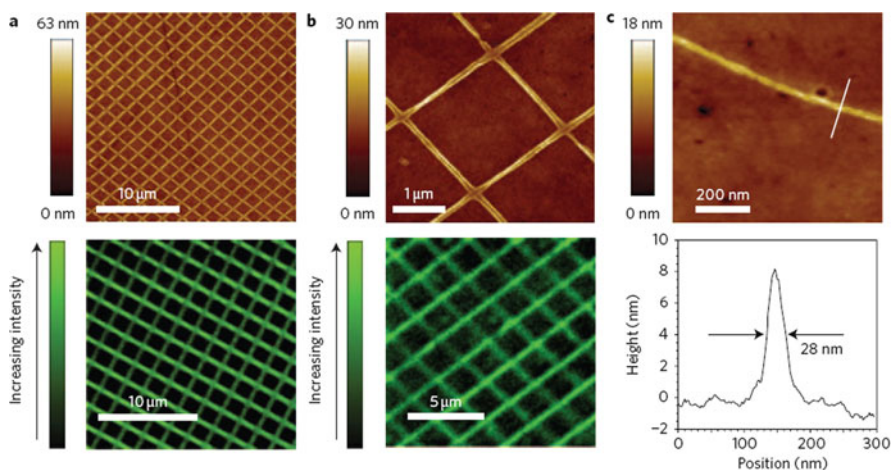 a
63 nm
0 nm
10 µm
b
30 nm
0 nm
1 µm
c
18 nm
0 nm
200 nm
Increasing intensity
10 µm
Increasing intensity
5 µm
Height (nm)
10
8
6
4
2
0
−2
28 nm
0 100 200 300
Position (nm)